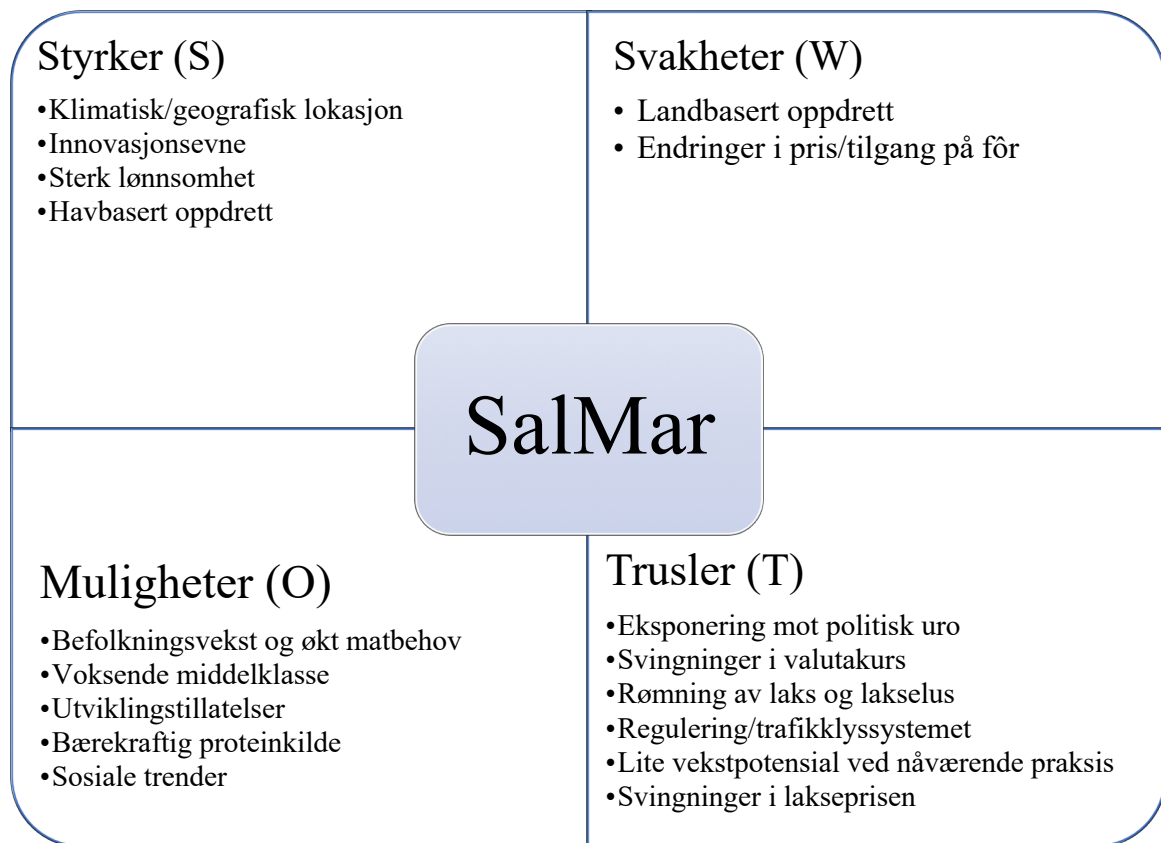 Styrker (S)
•Klimatisk/geografisk lokasjon
•Innovasjonsevne
•Sterk lønnsomhet
•Havbasert oppdrett
Svakheter (W)
• Landbasert oppdrett
• Endringer i pris/tilgang på fôr
SalMar
Muligheter (O)
•Befolkningsvekst og økt matbehov
•Voksende middelklasse
•Utviklingstillatelser
•Bærekraftig proteinkilde
•Sosiale trender
Trusler (T)
•Eksponering mot politisk uro
•Svingninger i valutakurs
•Rømning av laks og lakselus
•Regulering/trafikklyssystemet
•Lite vekstpotensial ved nåværende praksis
•Svingninger i lakseprisen